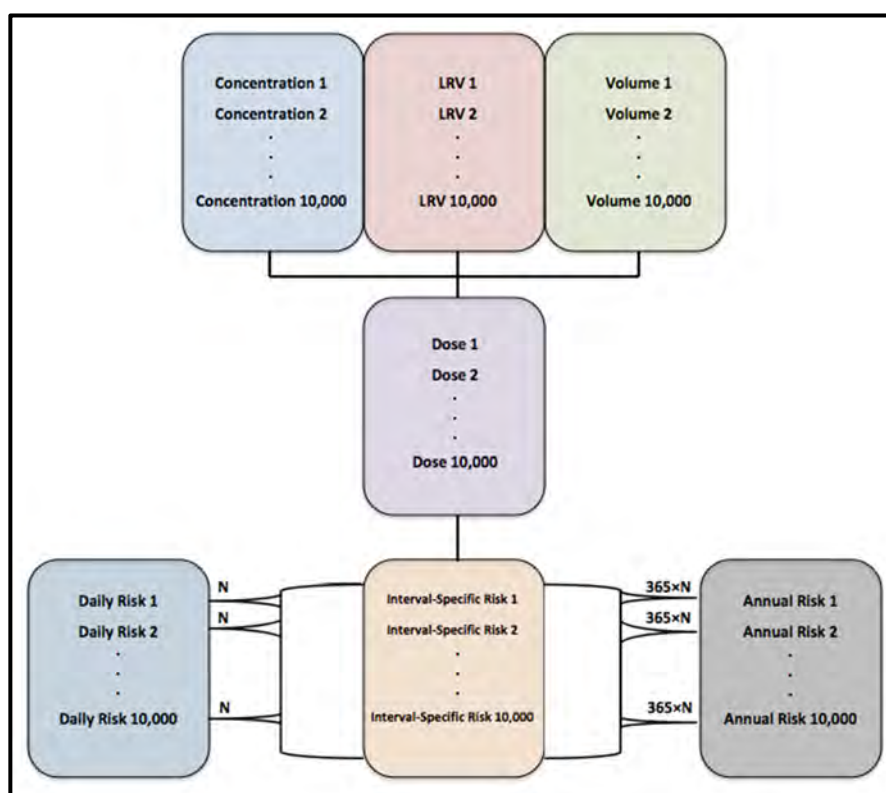 Concentration 1
Concentration 2
.
.
.
Concentration 10,000
LRV 1
LRV 2
.
.
.
LRV 10,000
Volume 1
Volume 2
.
.
.
Volume 10,000
Dose 1
Dose 2
.
.
.
Dose 10,000
Daily Risk 1
Daily Risk 2
.
.
.
Daily Risk 10,000
N
N
N
Interval-Specific Risk 1
Interval-Specific Risk 2
.
.
.
Interval-Specific Risk 10,000
365×N
365×N
365×N
Annual Risk 1
Annual Risk 2
.
.
.
Annual Risk 10,000